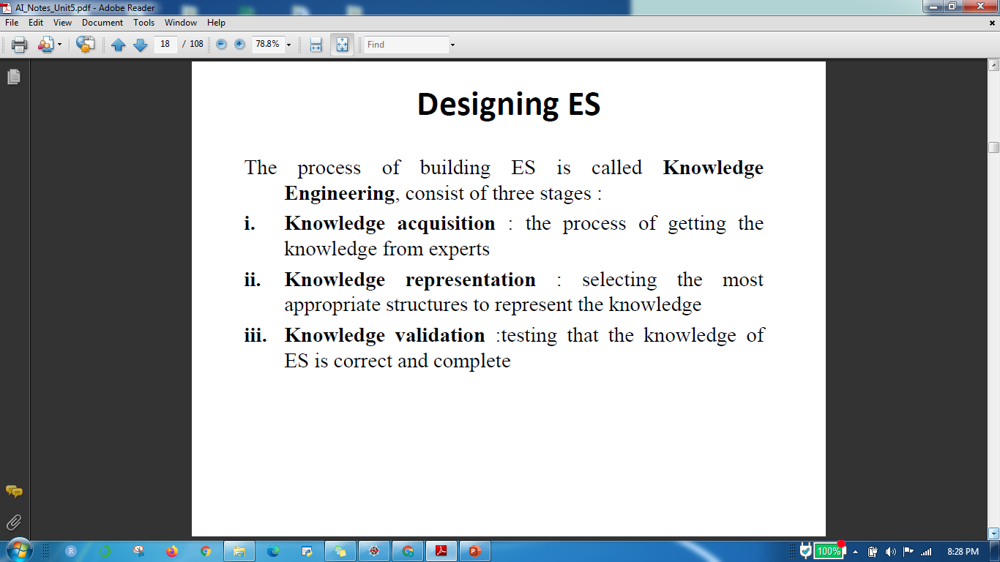 AI_Notes_Unit5.pdf - Adobe Reader
File Edit View Document Tools Window Help
18 / 108 78.8% Find
Designing ES
The process of building ES is called Knowledge
Engineering, consist of three stages :
i. Knowledge acquisition : the process of getting the
knowledge from experts
ii. Knowledge representation : selecting the most
appropriate structures to represent the knowledge
iii. Knowledge validation :testing that the knowledge of
ES is correct and complete
100% 8:28 PM